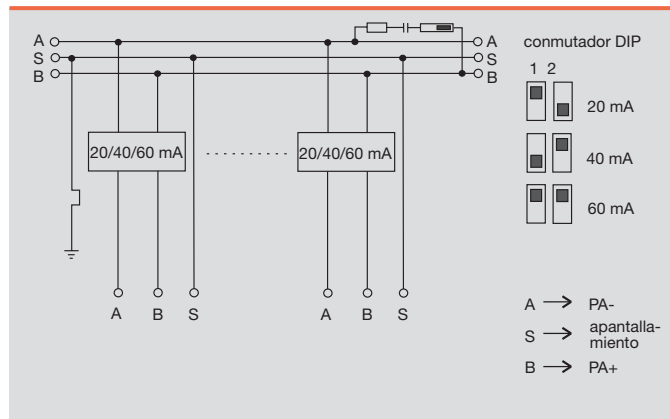 A A conmutador DIP
S S
B B 1 2
20 mA
20/40/60 mA 20/40/60 mA
40 mA
60 mA
A B S A B S
A PA-
S apantalla-
miento
B PA+